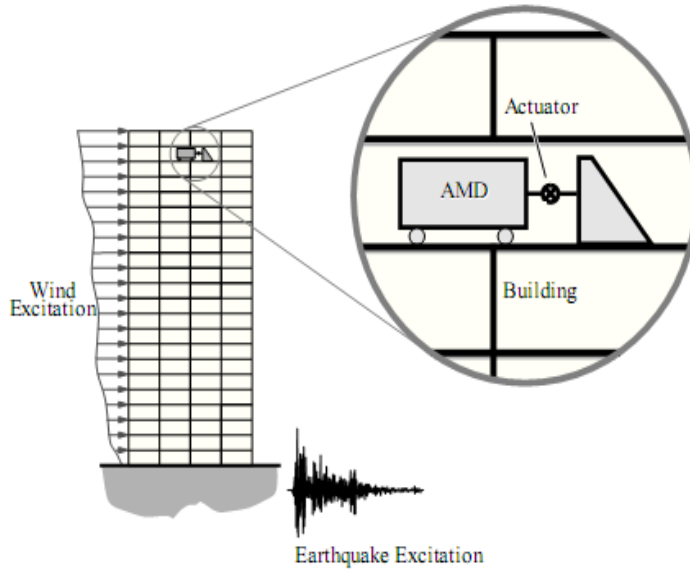 Actuator
AMD
Building
Wind
Excitation
Earthquake Excitation